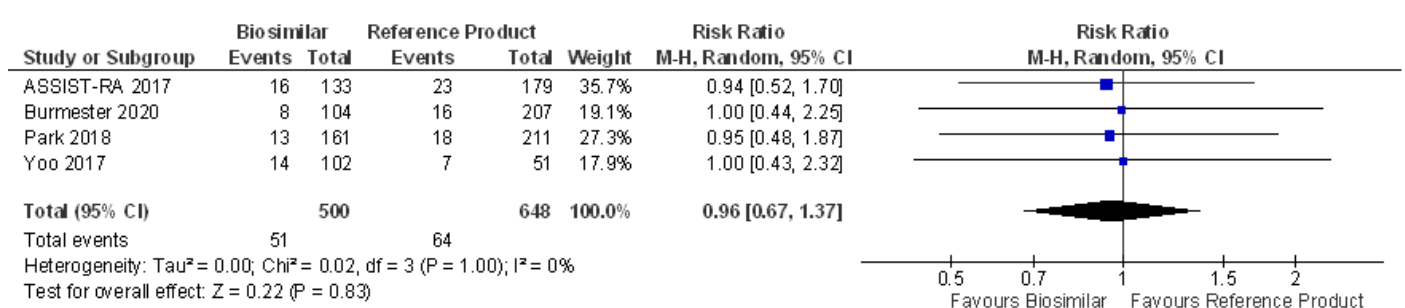 Biosimilar Reference Product Risk Ratio Risk Ratio
Study or Subgroup Events Total Events Total Weight M-H, Random, 95% CI M-H, Random, 95% CI
ASSIST-RA 2017 16 133 23 179 35.7% 0.94 [0.52, 1.70]
Burmester 2020 8 104 16 207 19.1% 1.00 [0.44, 2.25]
Park 2018 13 161 18 211 27.3% 0.95 [0.48, 1.87]
Yoo 2017 14 102 7 51 17.9% 1.00 [0.43, 2.32]
Total (95% CI) 500 648 100.0% 0.96 [0.67, 1.37]
Total events 51 64
Heterogeneity: Tau² = 0.00; Chi² = 0.02, df = 3 (P = 1.00); I² = 0%
Test for overall effect: Z = 0.22 (P = 0.83)
0.5 0.7 1 1.5 2
Favours Biosimilar Favours Reference Product